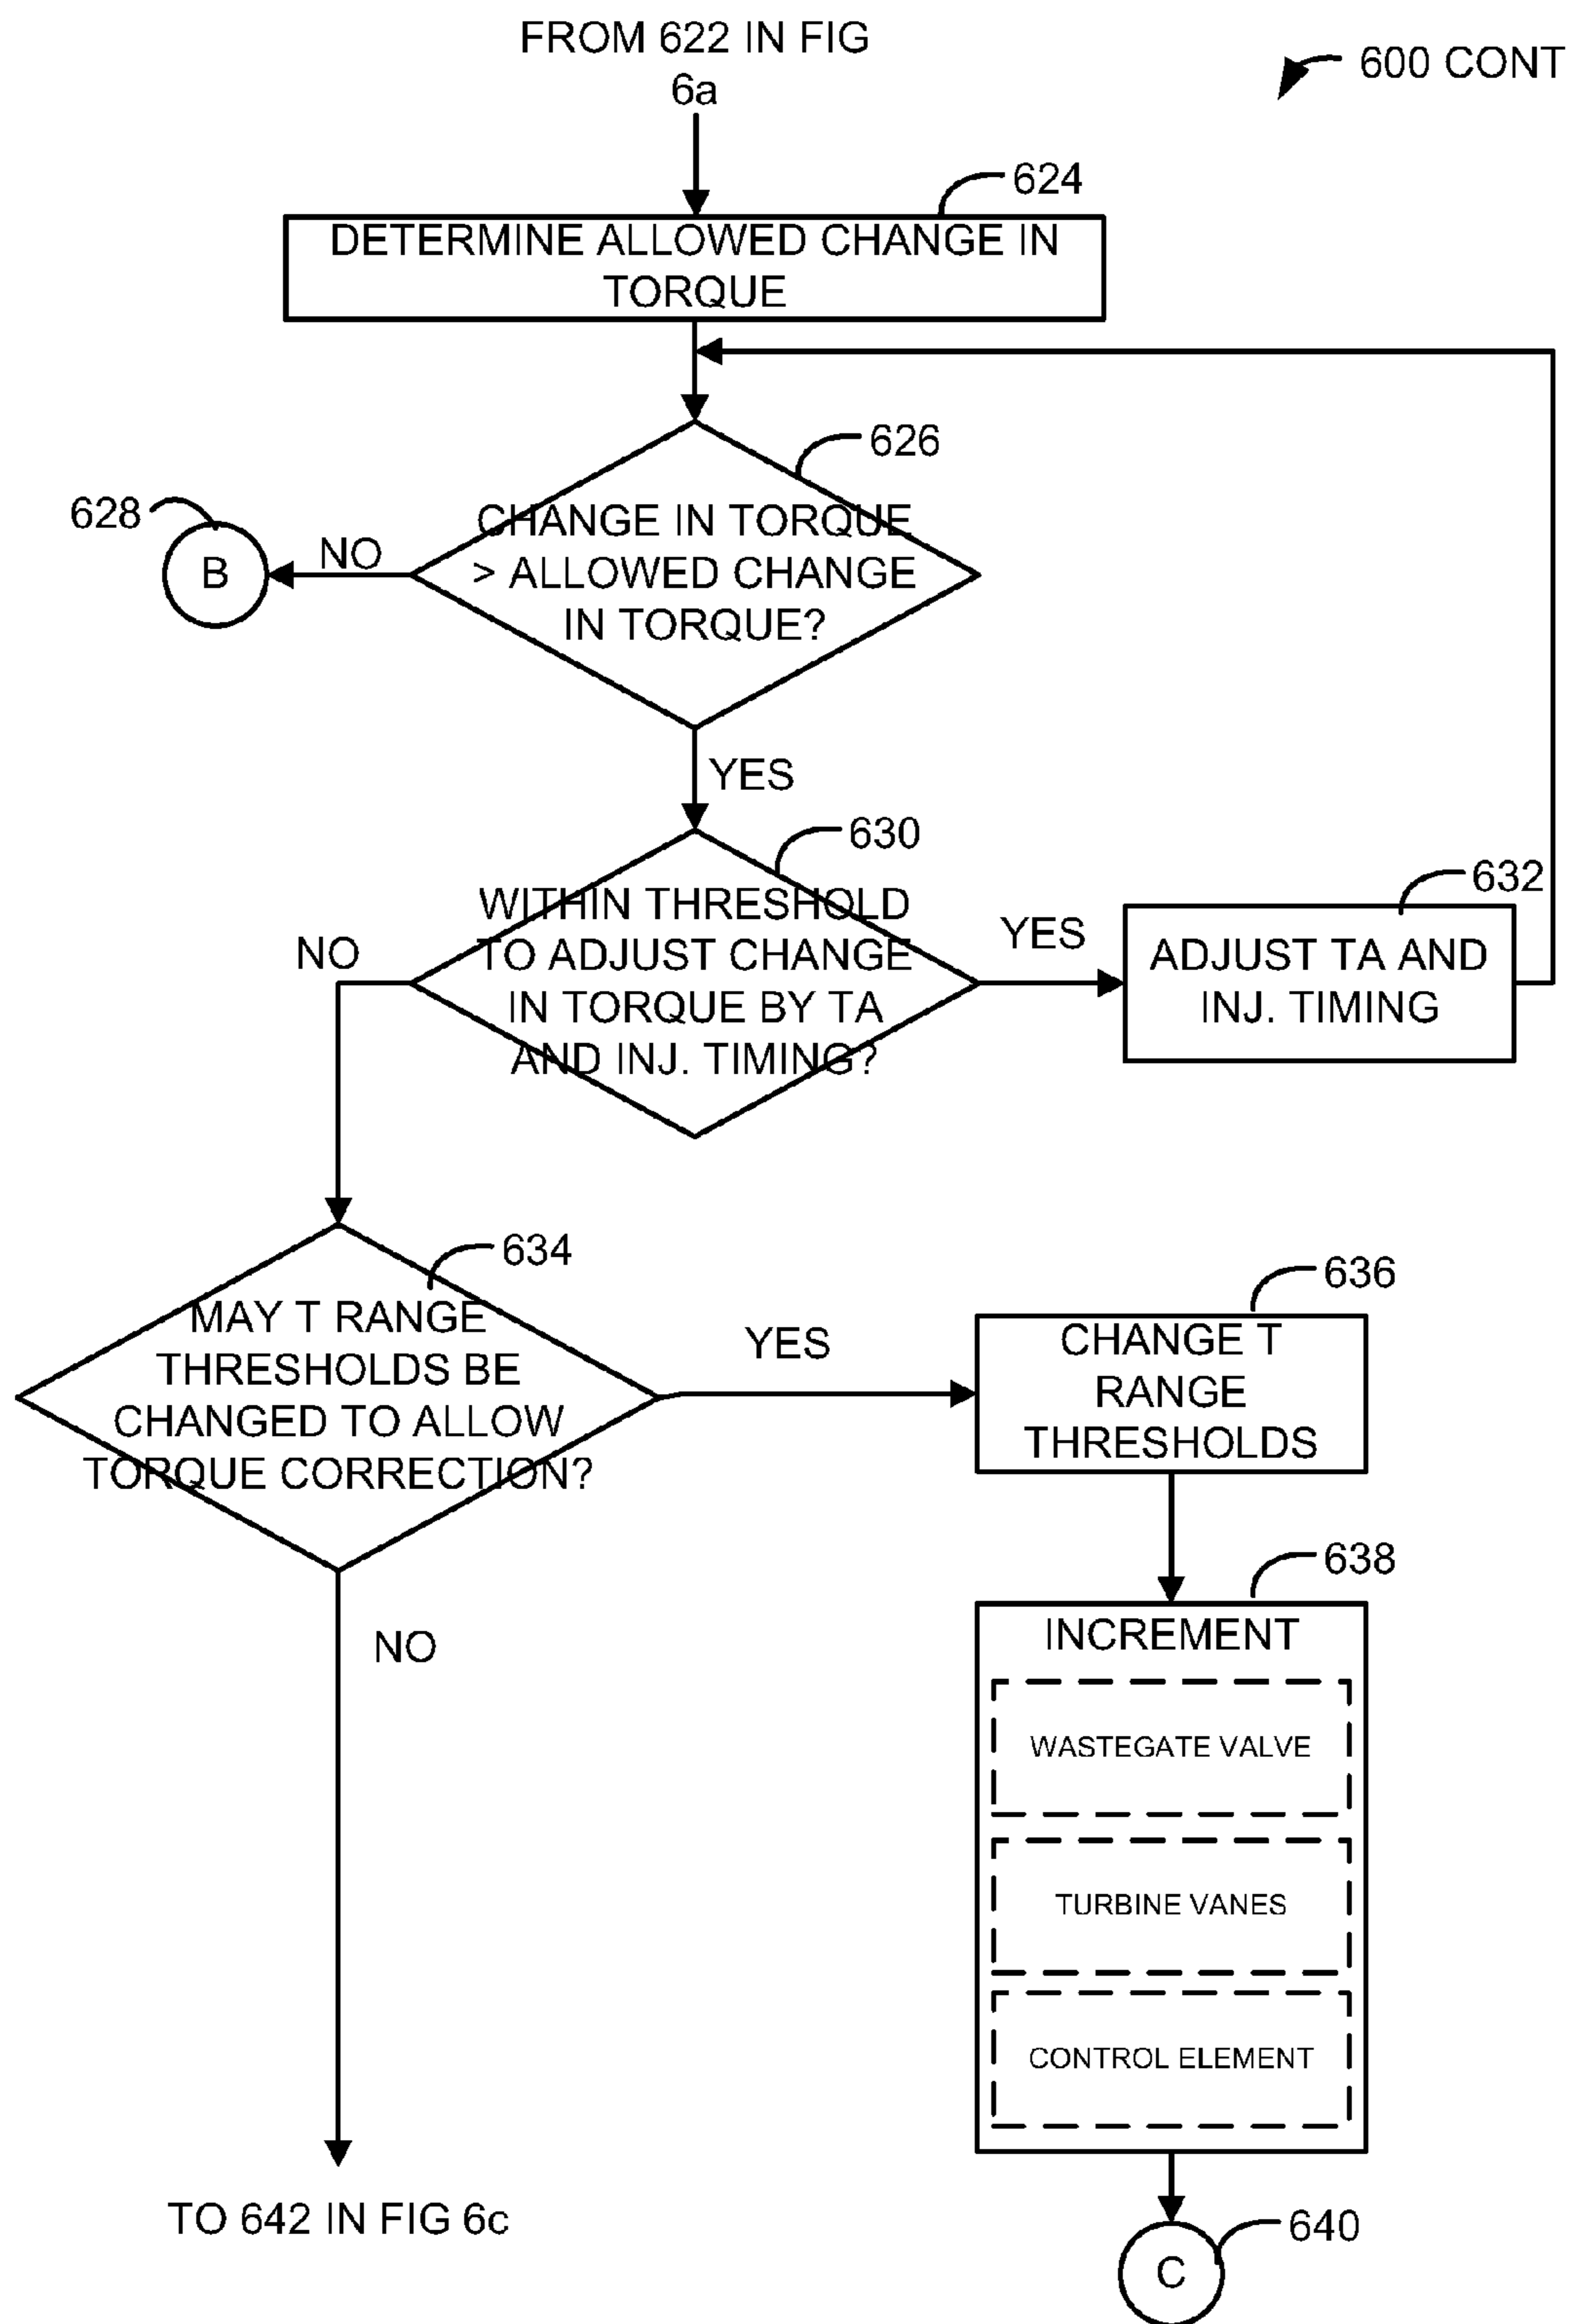 FROM 622 IN FIG
6a
600 CONT
624
DETERMINE ALLOWED CHANGE IN
TORQUE
626
628
B
NO
CHANGE IN TORQUE
> ALLOWED CHANGE
IN TORQUE?
YES
630
WITHIN THRESHOLD
TO ADJUST CHANGE
IN TORQUE BY TA
AND INJ. TIMING?
NO
YES
632
ADJUST TA AND
INJ. TIMING
634
MAY T RANGE
THRESHOLDS BE
CHANGED TO ALLOW
TORQUE CORRECTION?
YES
636
CHANGE T
RANGE
THRESHOLDS
NO
638
INCREMENT
WASTEGATE VALVE
TURBINE VANES
CONTROL ELEMENT
TO 642 IN FIG 6c
640
C